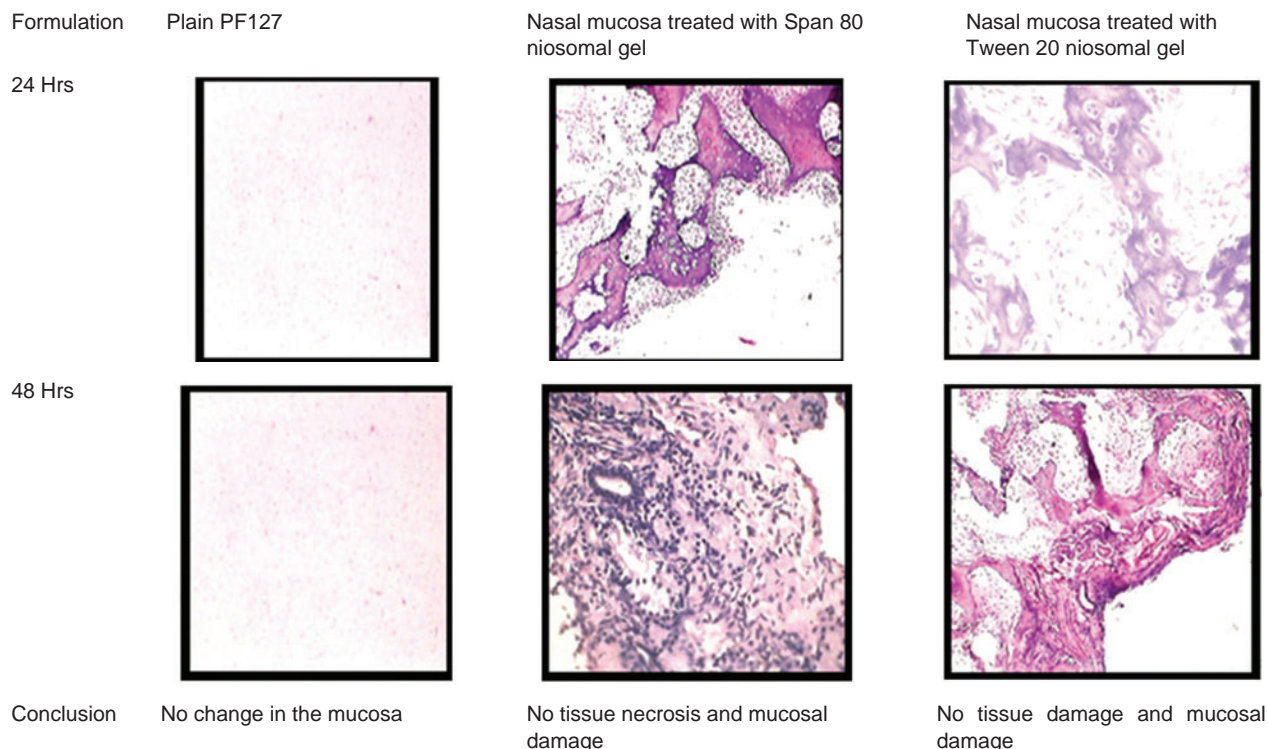 Formulation Plain PF127 Nasal mucosa treated with Span 80 niosomal gel Nasal mucosa treated with Tween 20 niosomal gel
24 Hrs
48 Hrs
Conclusion No change in the mucosa No tissue necrosis and mucosal damage No tissue damage and mucosal damage